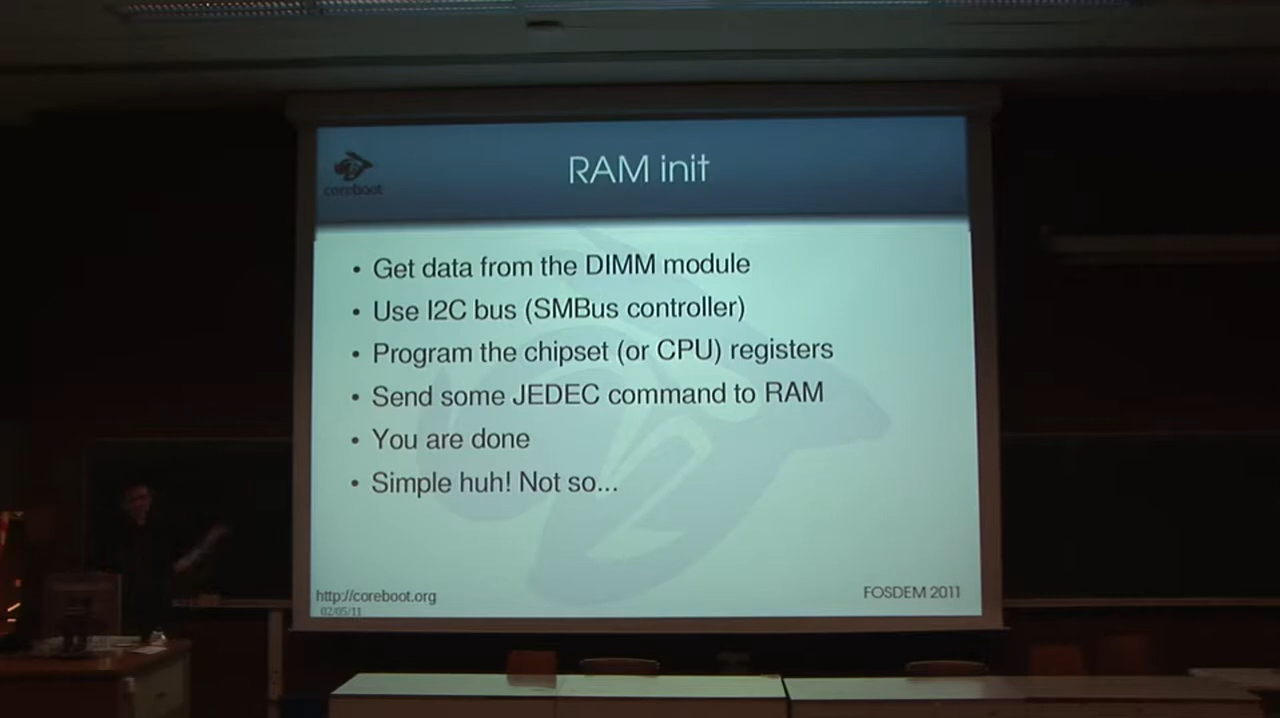 coreboot
RAM init
• Get data from the DIMM module
• Use I2C bus (SMBus controller)
• Program the chipset (or CPU) registers
• Send some JEDEC command to RAM
• You are done
• Simple huh! Not so...
http://coreboot.org
FOSDEM 2011
02/05/11